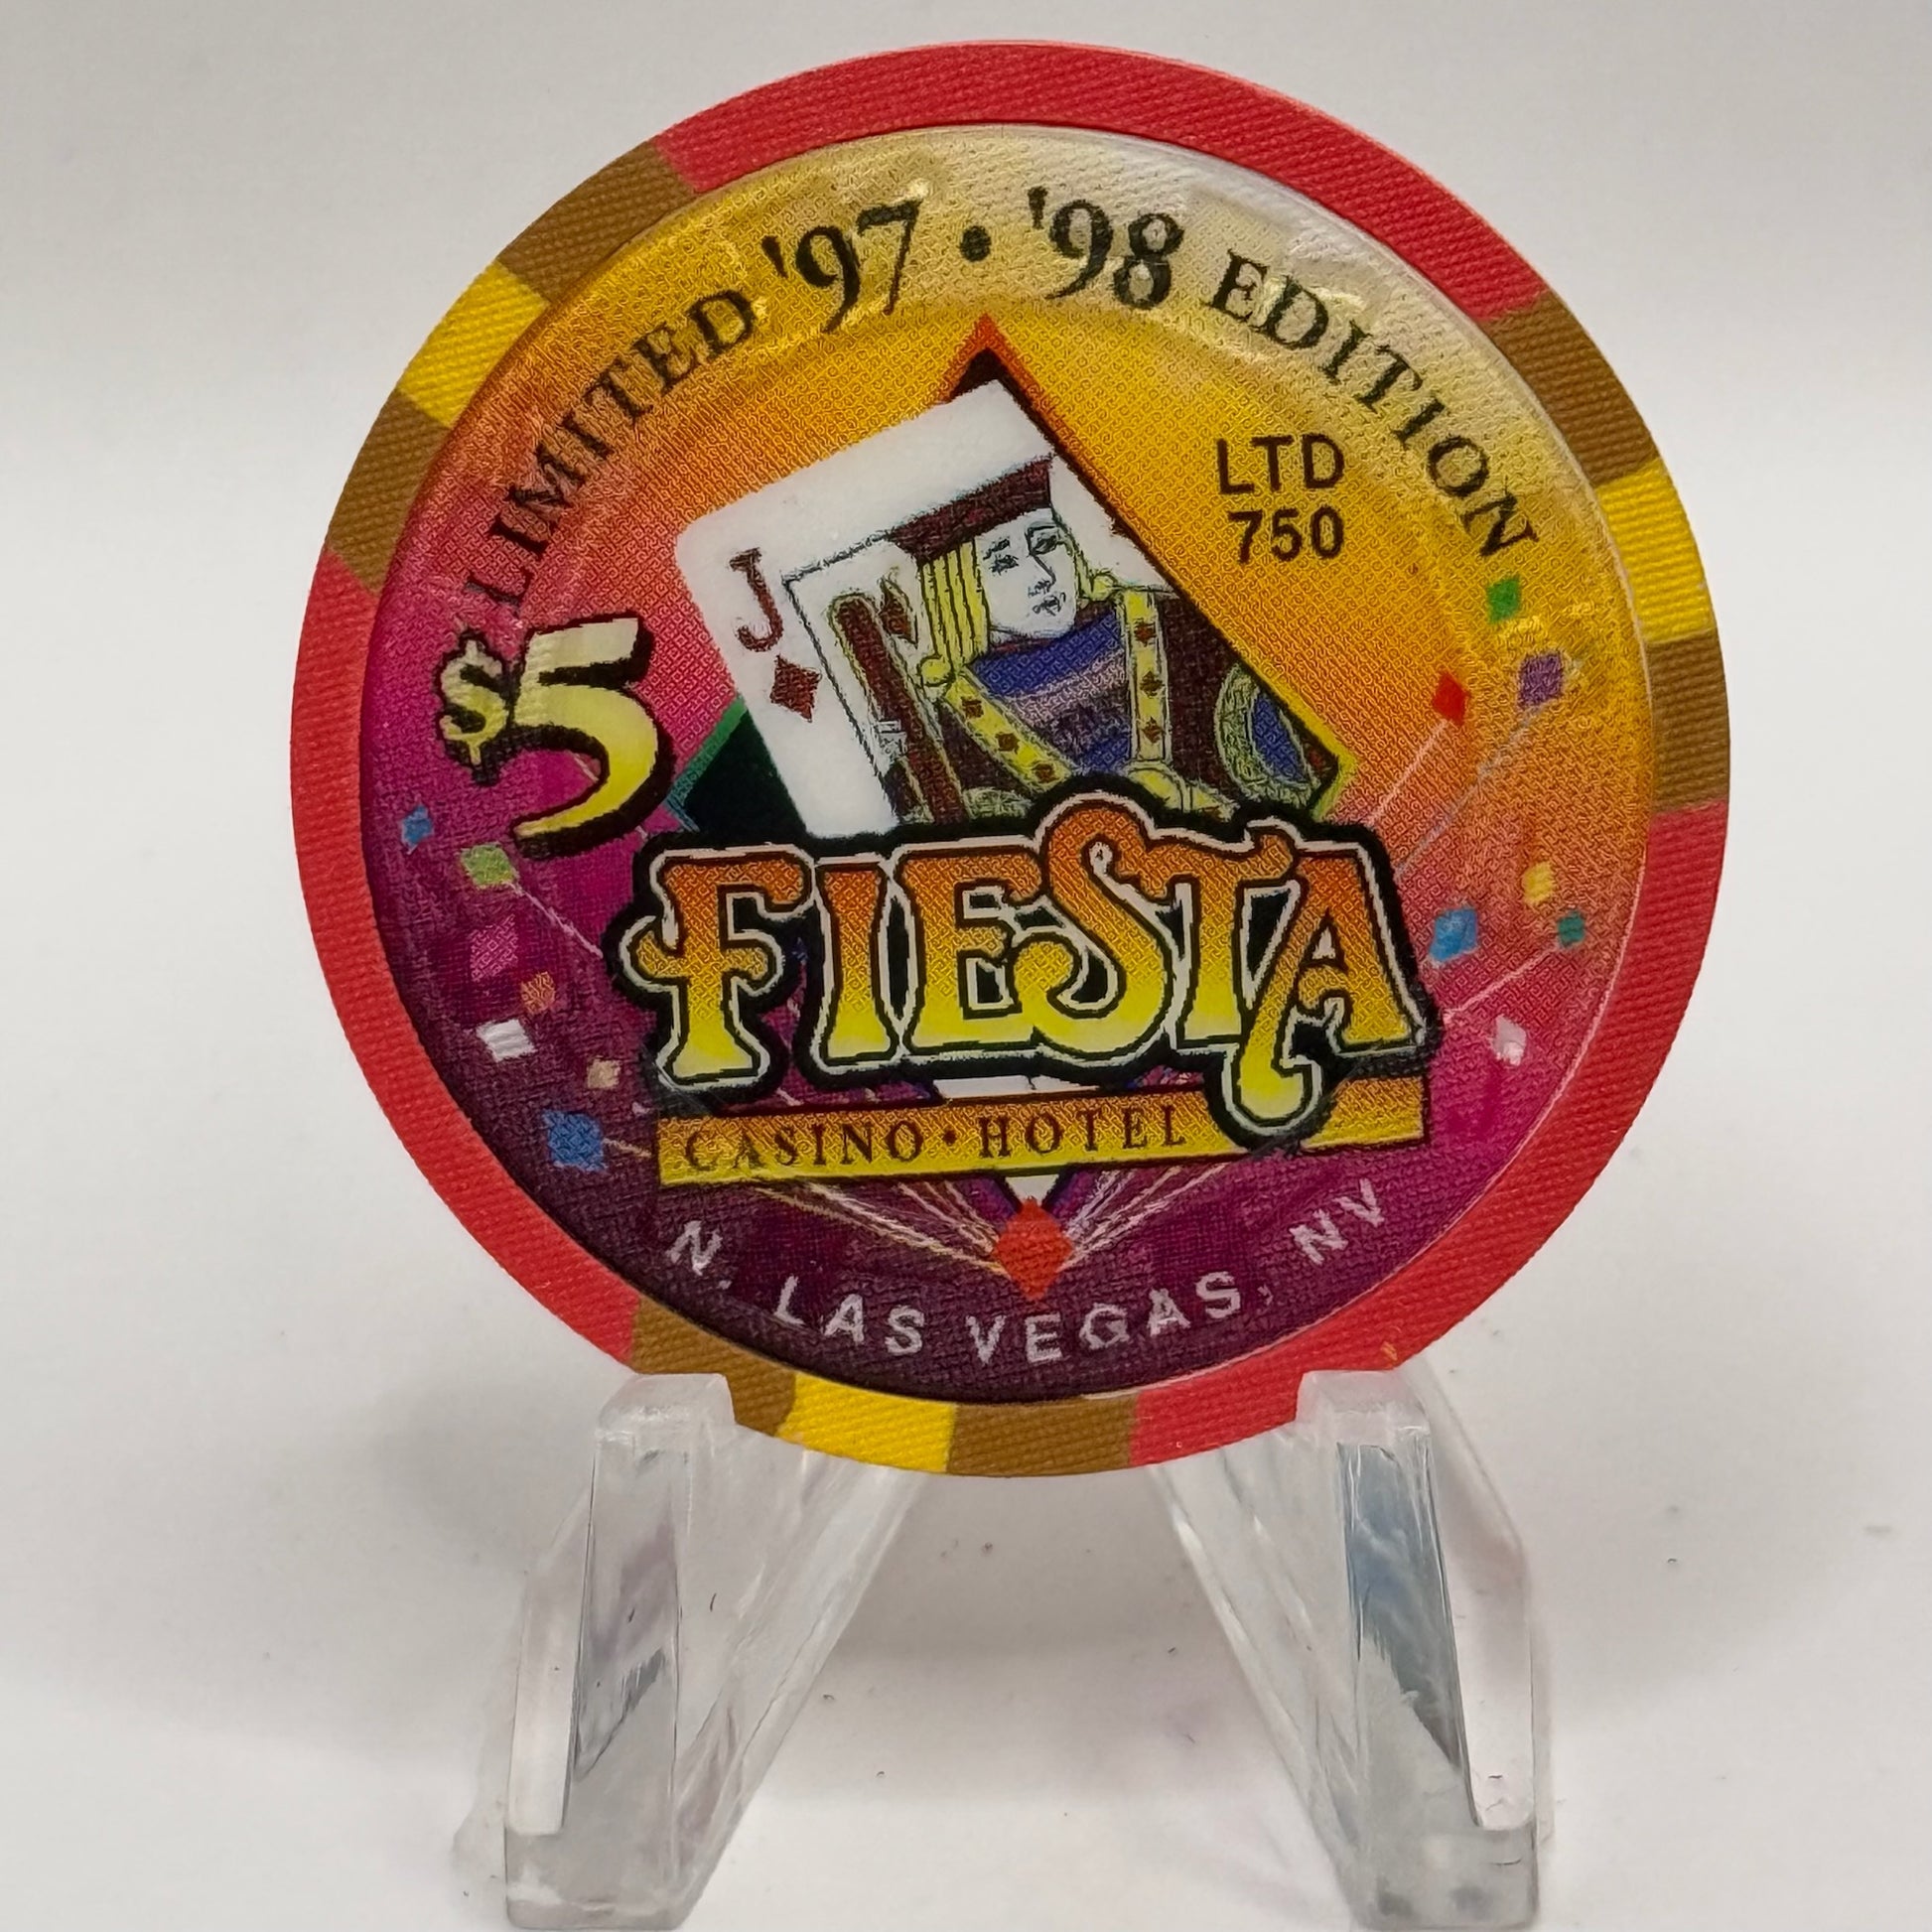 LIMITED '97 • '98 EDITION
LTD
750
J
$5
FIESTA
CASINO • HOTEL
N. LAS VEGAS, NV